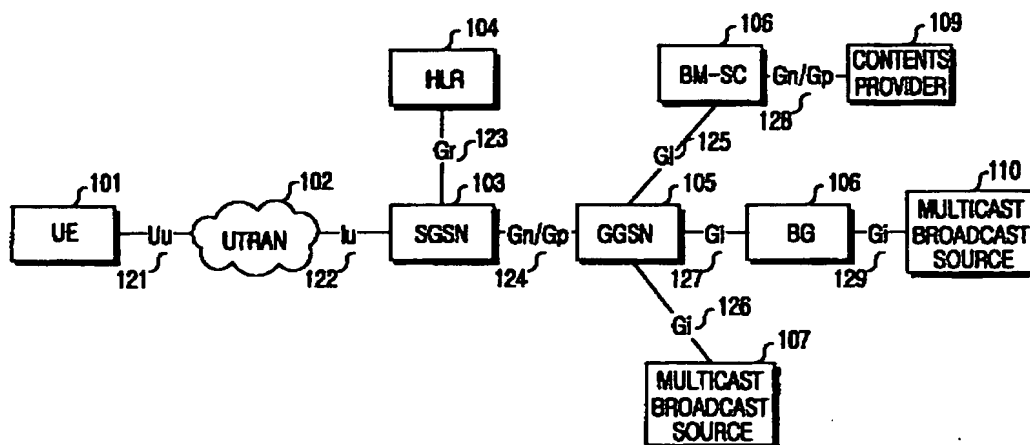 104
106
109
HLR
BM-SC
Gn/Gp
CONTENTS
PROVIDER
128
123
125
Gr
Gi
101
102
103
105
106
110
UE
Uu
UTRAN
Iu
SGSN
Gn/Gp
GGSN
Gi
BG
Gi
MULTICAST
BROADCAST
SOURCE
121
122
124
127
129
126
Gi
107
MULTICAST
BROADCAST
SOURCE